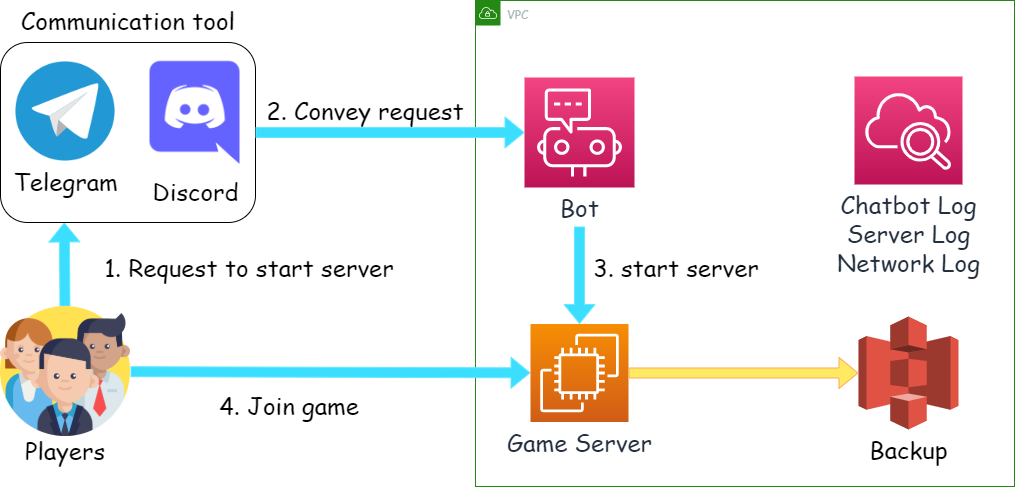 Communication tool
VPC
Telegram
Discord
2. Convey request
Bot
Chatbot Log
Server Log
Network Log
1. Request to start server
3. start server
4. Join game
Players
Game Server
Backup